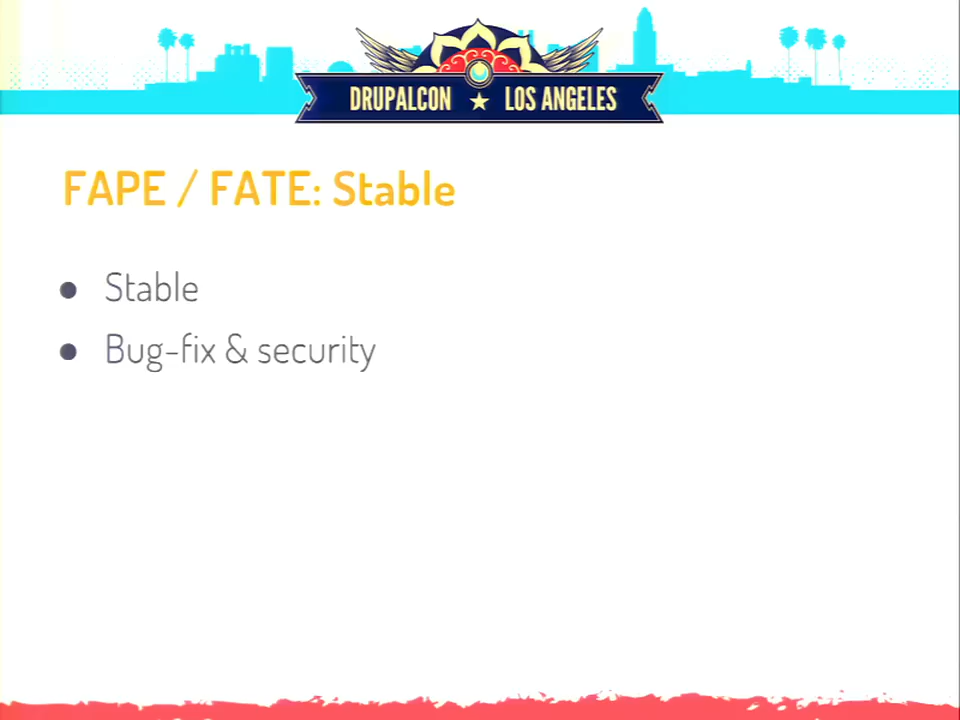 DRUPALCON ★ LOS ANGELES
FAPE / FATE: Stable
● Stable
● Bug-fix & security